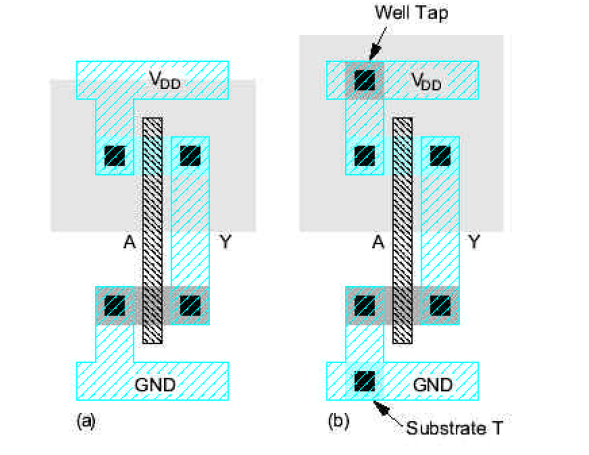 Well Tap
VDD
VDD
A
Y
A
Y
GND
GND
(a)
(b)
Substrate T